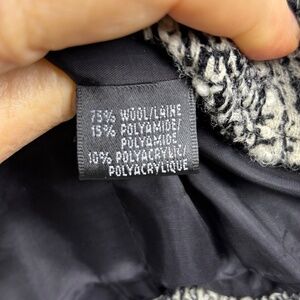 75% WOOL/LAINE
15% POLYAMIDE/
POLYAMIDE
10% POLYACRYLIC/
POLYACRYLIQUE